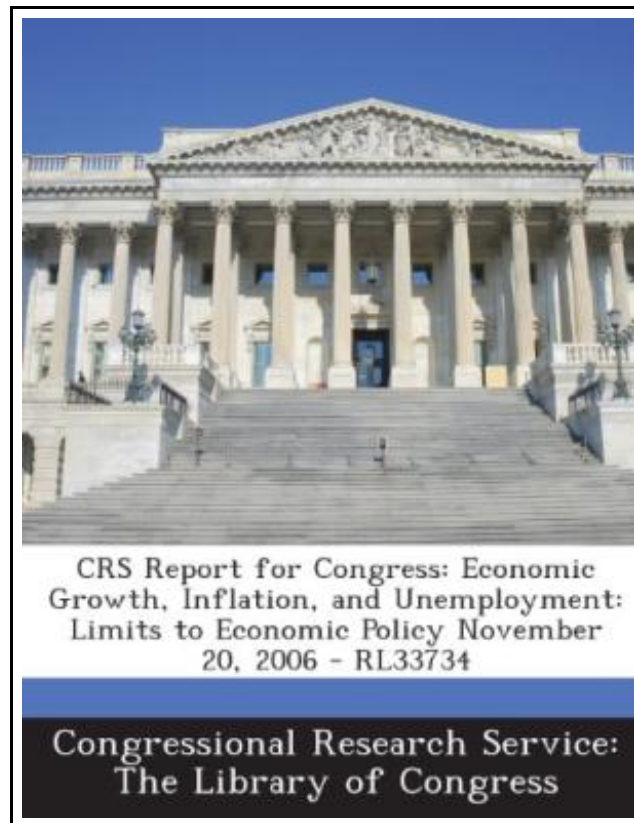 CRS Report for Congress: Economic
Growth, Inflation, and Unemployment:
Limits to Economic Policy November
20, 2006 - RL33734
Congressional Research Service:
The Library of Congress